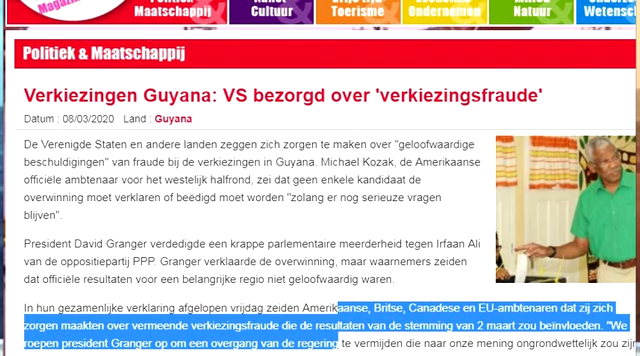 Magazine
Politiek &
Maatschappij
Kunst
Cultuur
Vrije tijd
Toerisme
Ondernemen
Milieu
Natuur
Wetensc
Politiek & Maatschappij
Verkiezingen Guyana: VS bezorgd over 'verkiezingsfraude'
Datum : 08/03/2020 Land : Guyana
De Verenigde Staten en andere landen zeggen zich zorgen te maken over "geloofwaardige
beschuldigingen" van fraude bij de verkiezingen in Guyana. Michael Kozak, de Amerikaanse
officiële ambtenaar voor het westelijk halfrond, zei dat geen enkele kandidaat de
overwinning moet verklaren of beëdigd moet worden "zolang er nog serieuze vragen
blijven".
President David Granger verdedigde een krappe parlementaire meerderheid tegen Irfaan Ali
van de oppositiepartij PPP. Granger verklaarde de overwinning, maar waarnemers zeiden
dat officiële resultaten voor een belangrijke regio niet geloofwaardig waren.
In hun gezamenlijke verklaring afgelopen vrijdag zeiden Amerikaanse, Britse, Canadese en EU-ambtenaren dat zij zich
zorgen maakten over vermeende verkiezingsfraude die de resultaten van de stemming van 2 maart zou beïnvloeden. "We
roepen president Granger op om een overgang van de regering te vermijden die naar onze mening ongrondwettelijk zou zijn